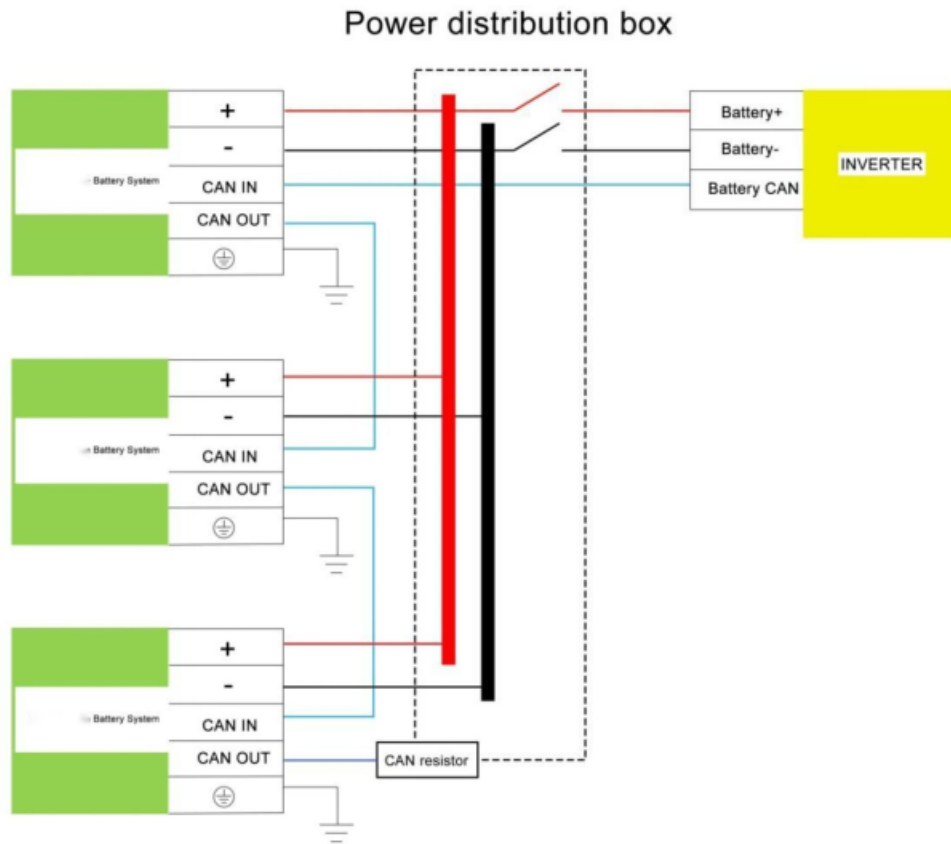 Power distribution box
+
-
CAN IN
CAN OUT
Battery System
Battery+
Battery-
Battery CAN
INVERTER
+
-
CAN IN
CAN OUT
Battery System
+
-
CAN IN
CAN OUT
Battery System
CAN resistor